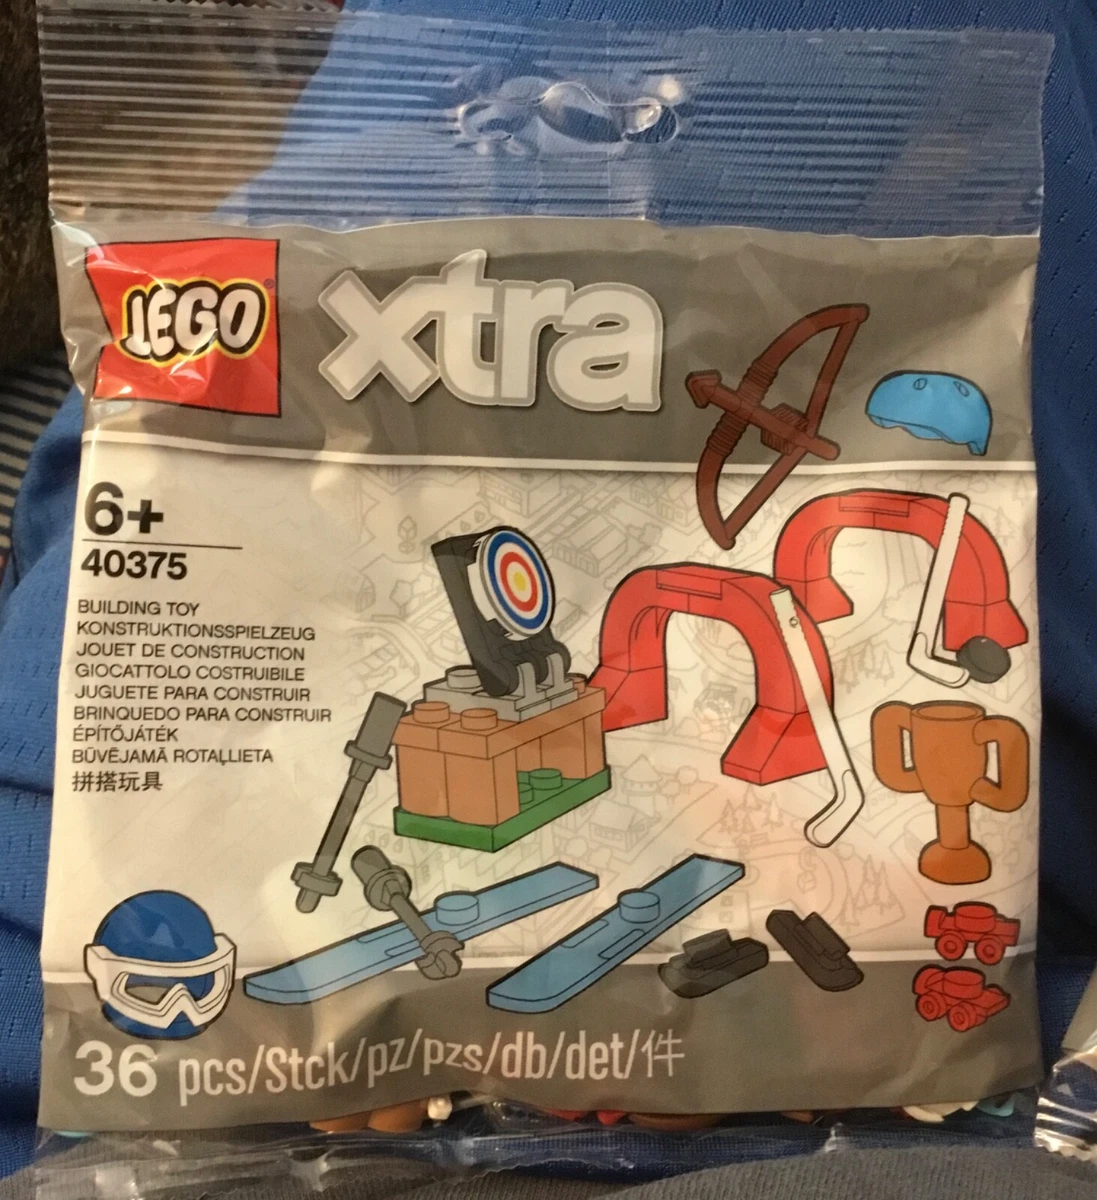 LEGO®
xtra
6+
40375
BUILDING TOY
KONSTRUKTIONSSPIELZEUG
JOUET DE CONSTRUCTION
GIOCATTOLO COSTRUIBILE
JUGUETE PARA CONSTRUIR
BRINQUEDO PARA CONSTRUIR
ÉPÍTŐJÁTÉK
BŪVĒJAMĀ ROTAĻLIETA
拼搭玩具
36 pcs/Stck/pz/pzs/db/det/件